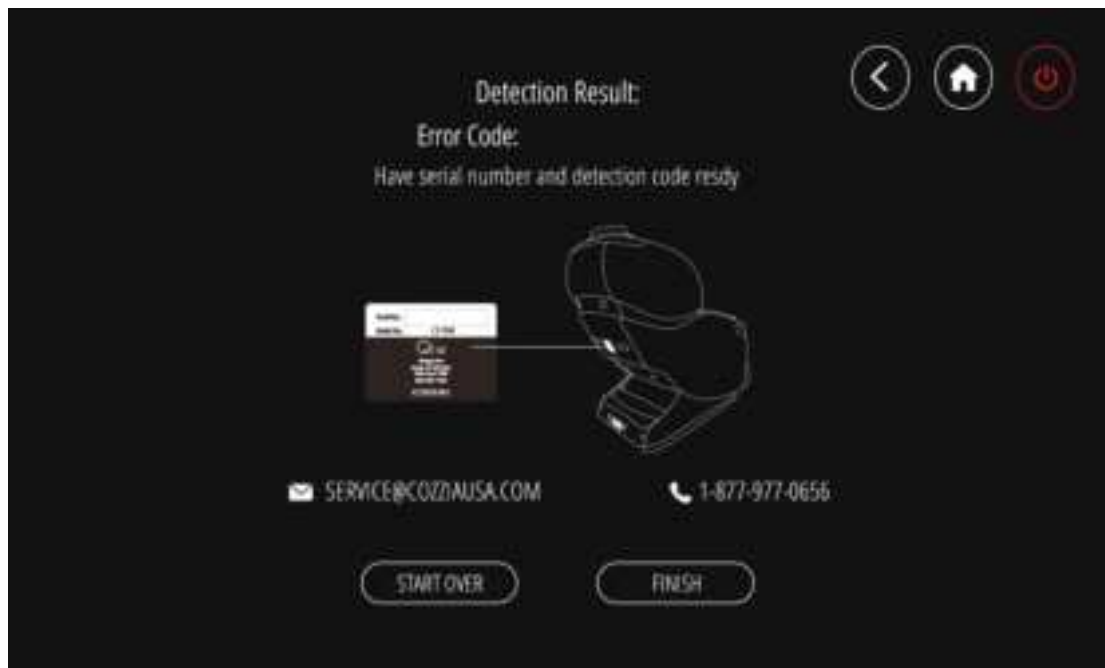 Detection Result:
Error Code:
Have serial number and detection code resdy
SERVICE@COZZIAUSA.COM
1-877-977-0656
START OVER
FINISH